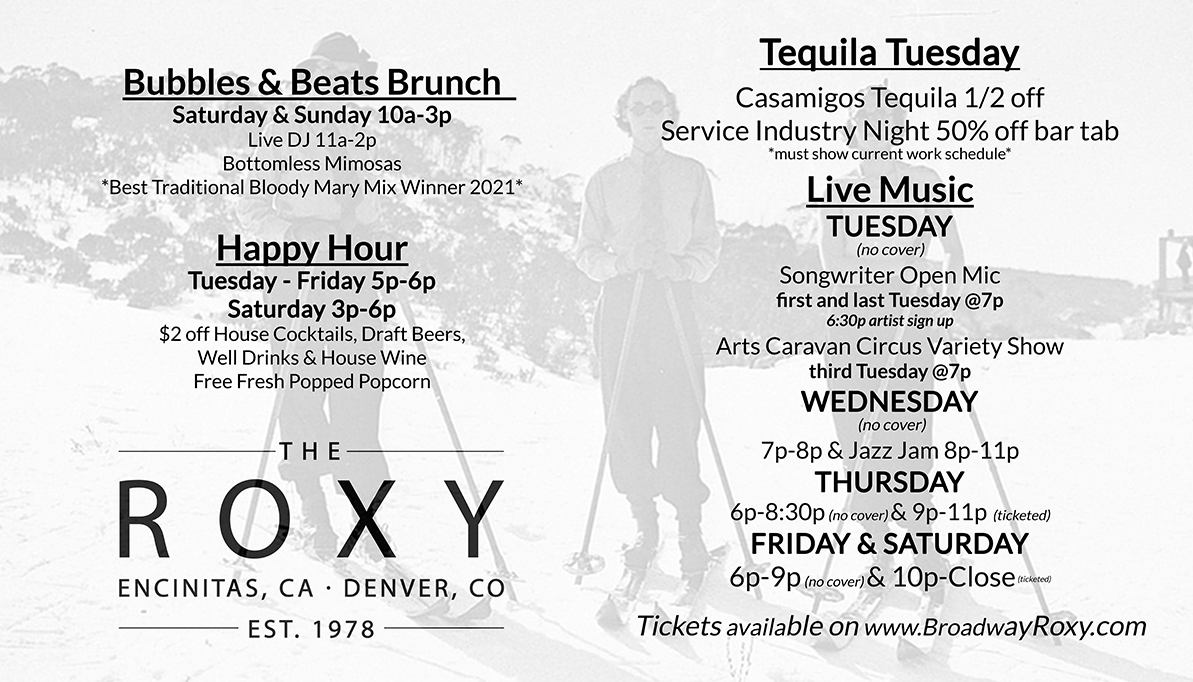 Bubbles & Beats Brunch
Saturday & Sunday 10a-3p
Live DJ 11a-2p
Bottomless Mimosas
*Best Traditional Bloody Mary Mix Winner 2021*
Happy Hour
Tuesday - Friday 5p-6p
Saturday 3p-6p
$2 off House Cocktails, Draft Beers,
Well Drinks & House Wine
Free Fresh Popped Popcorn
THE
ROXY
ENCINITAS, CA · DENVER, CO
EST. 1978
Tequila Tuesday
Casamigos Tequila 1/2 off
Service Industry Night 50% off bar tab
*must show current work schedule*
Live Music
TUESDAY
(no cover)
Songwriter Open Mic
first and last Tuesday @7p
6:30p artist sign up
Arts Caravan Circus Variety Show
third Tuesday @7p
WEDNESDAY
(no cover)
7p-8p & Jazz Jam 8p-11p
THURSDAY
6p-8:30p (no cover) & 9p-11p (ticketed)
FRIDAY & SATURDAY
6p-9p (no cover) & 10p-Close (ticketed)
Tickets available on www.BroadwayRoxy.com